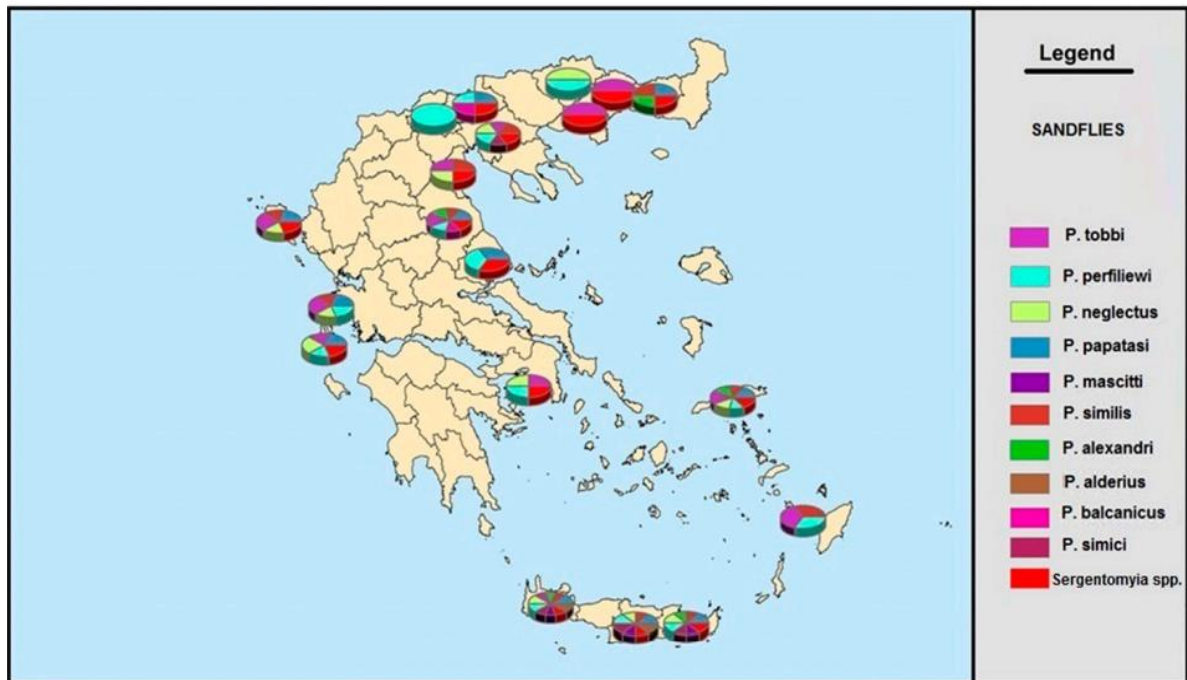 Legend
SANDFLIES
P. tobbi
P. perfiliewi
P. neglectus
P. papatasi
P. mascitti
P. similis
P. alexandri
P. alderius
P. balcanicus
P. simici
Sergentomyia spp.